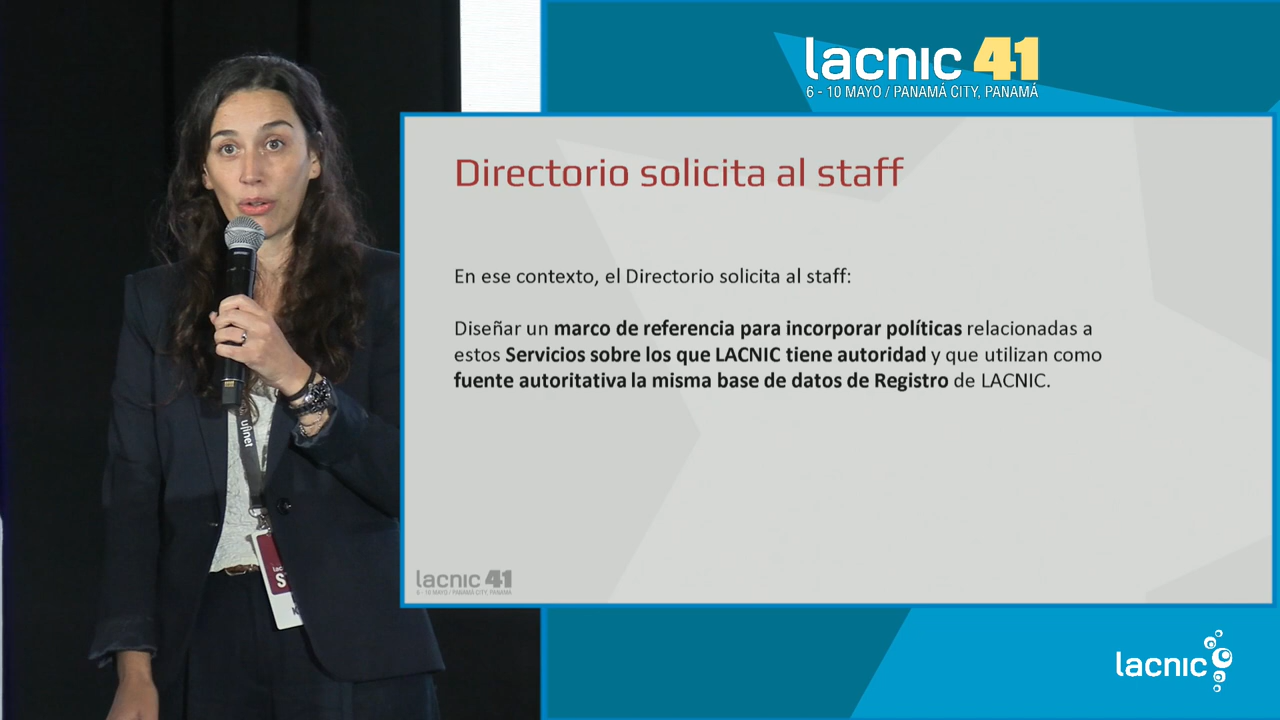 lacnic 41
6 - 10 MAYO / PANAMÁ CITY, PANAMÁ
Directorio solicita al staff
En ese contexto, el Directorio solicita al staff:
Diseñar un marco de referencia para incorporar políticas relacionadas a
estos Servicios sobre los que LACNIC tiene autoridad y que utilizan como
fuente autoritativa la misma base de datos de Registro de LACNIC.
lacnic 41
6 - 10 MAYO / PANAMÁ CITY, PANAMÁ
lacnic
ufinet